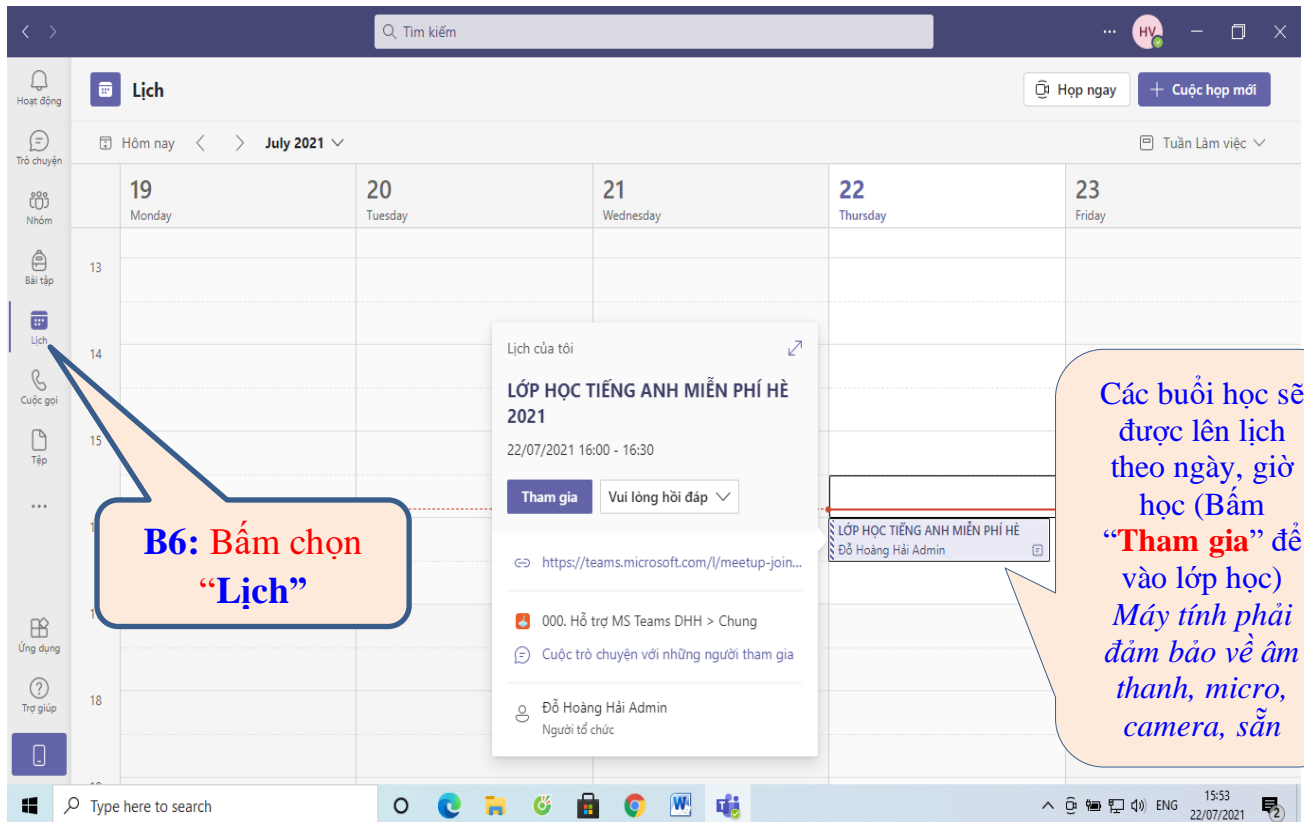 Tìm kiếm
...
HV
Hoạt động
Trò chuyện
Nhóm
Bài tập
Lịch
Cuộc gọi
Tệp
...
Ứng dụng
Trợ giúp
Lịch
Họp ngay
+ Cuộc họp mới
Hôm nay
July 2021
Tuần Làm việc
19
Monday
20
Tuesday
21
Wednesday
22
Thursday
23
Friday
13
14
15
18
Lịch của tôi
LỚP HỌC TIẾNG ANH MIỄN PHÍ HÈ
2021
22/07/2021 16:00 - 16:30
Tham gia
Vui lòng hồi đáp
https://teams.microsoft.com/l/meetup-join...
000. Hỗ trợ MS Teams DHH > Chung
Cuộc trò chuyện với những người tham gia
Đỗ Hoàng Hải Admin
Người tổ chức
LỚP HỌC TIẾNG ANH MIỄN PHÍ HÈ
Đỗ Hoàng Hải Admin
B6: Bấm chọn
“Lịch”
Các buổi học sẽ
được lên lịch
theo ngày, giờ
học (Bấm
“Tham gia” để
vào lớp học)
Máy tính phải
đảm bảo về âm
thanh, micro,
camera, sẵn
Type here to search
ENG
15:53
22/07/2021
2